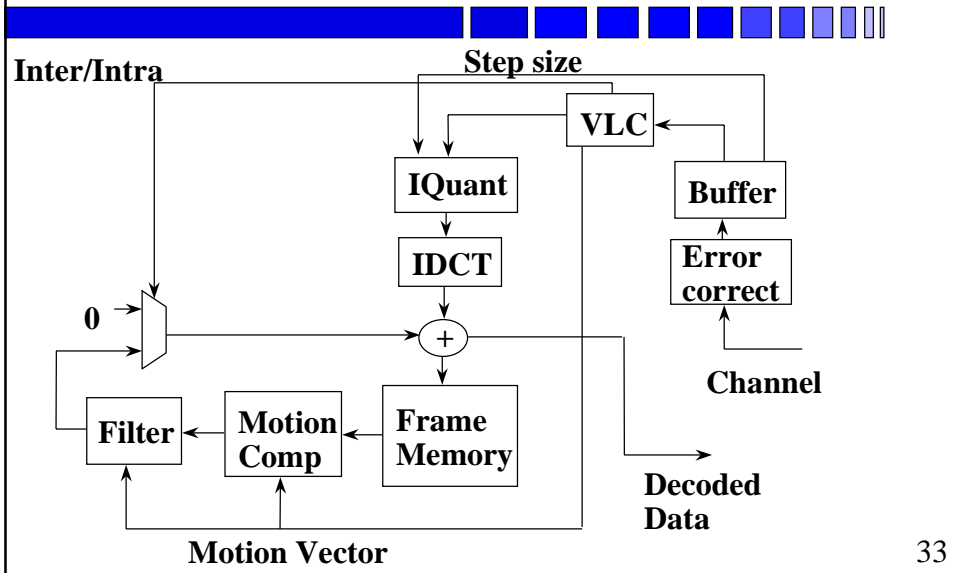 Inter/Intra
Step size
VLC
IQuant
Buffer
IDCT
Error
correct
0
+
Channel
Filter
Motion
Comp
Frame
Memory
Decoded
Data
Motion Vector
33